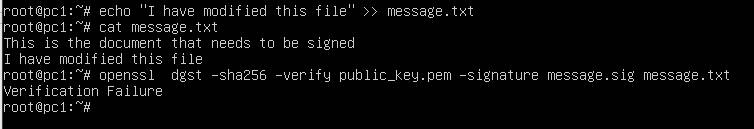 root@pc1:~# echo "I have modified this file" >> message.txt
root@pc1:~# cat message.txt
This is the document that needs to be signed
I have modified this file
root@pc1:~# openssl  dgst -sha256 -verify public_key.pem -signature message.sig message.txt
Verification Failure
root@pc1:~#